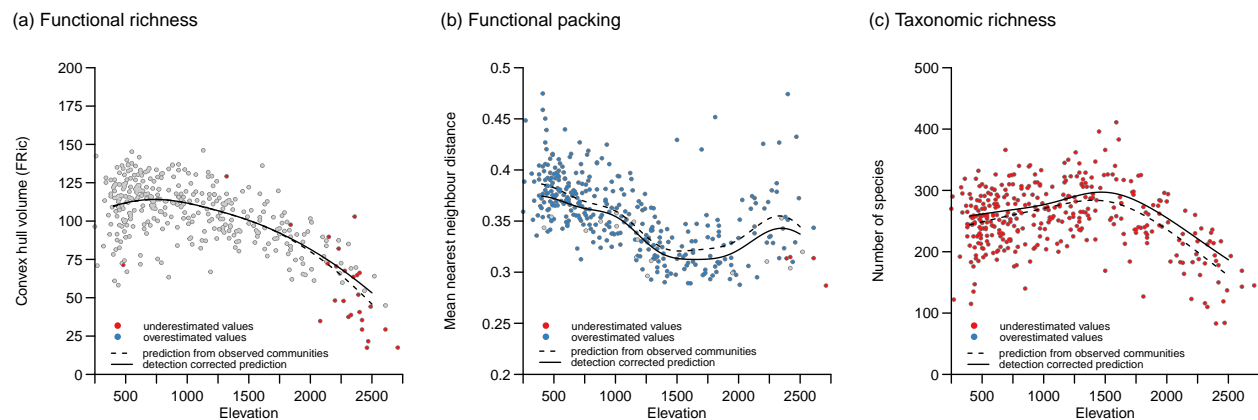 (a) Functional richness
(b) Functional packing
(c) Taxonomic richness
Convex hull volume (FRic)
200
175
150
125
100
75
50
25
0
underestimated values
overestimated values
prediction from observed communities
detection corrected prediction
500
1000
1500
2000
2500
Elevation
Mean nearest neighbour distance
0.5
0.45
0.4
0.35
0.3
0.25
0.2
underestimated values
overestimated values
prediction from observed communities
detection corrected prediction
500
1000
1500
2000
2500
Elevation
Number of species
500
400
300
200
100
0
underestimated values
overestimated values
prediction from observed communities
detection corrected prediction
500
1000
1500
2000
2500
Elevation